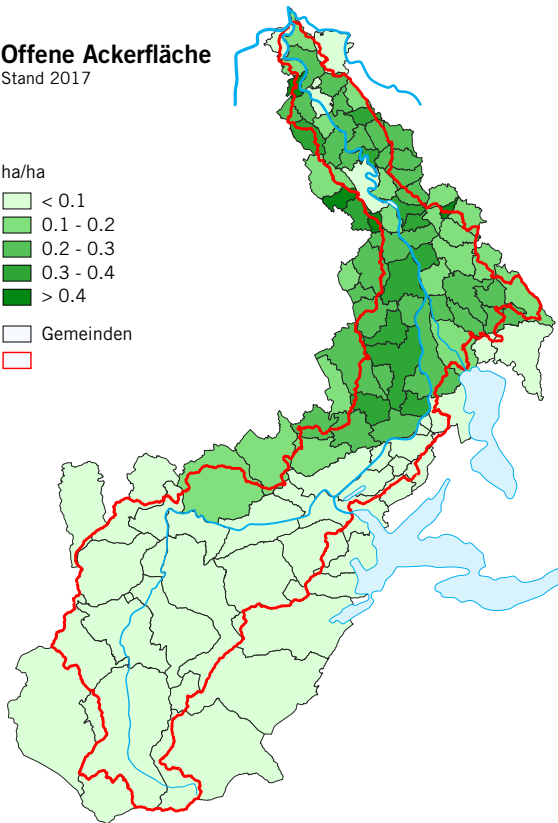 Offene Ackerfläche
Stand 2017
ha/ha
< 0.1
0.1 - 0.2
0.2 - 0.3
0.3 - 0.4
> 0.4
Gemeinden